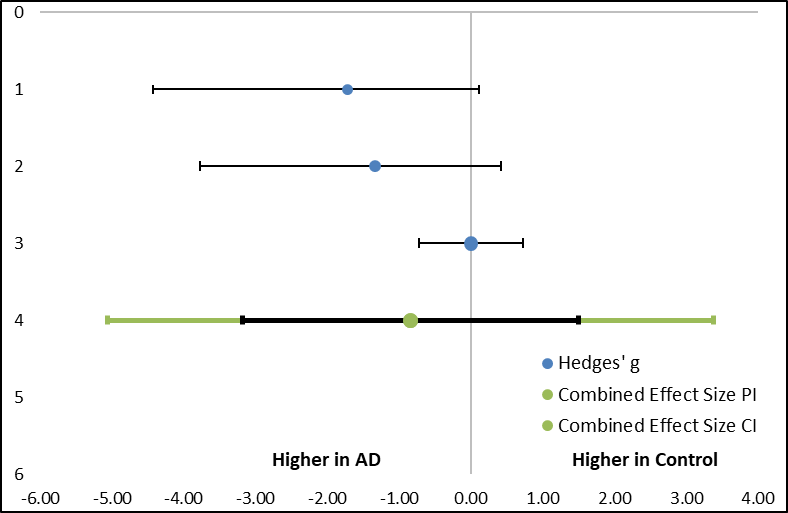 0
1
2
3
4
5
6
Hedges' g
Combined Effect Size PI
Combined Effect Size CI
Higher in AD
Higher in Control
-6.00 -5.00 -4.00 -3.00 -2.00 -1.00 0.00 1.00 2.00 3.00 4.00